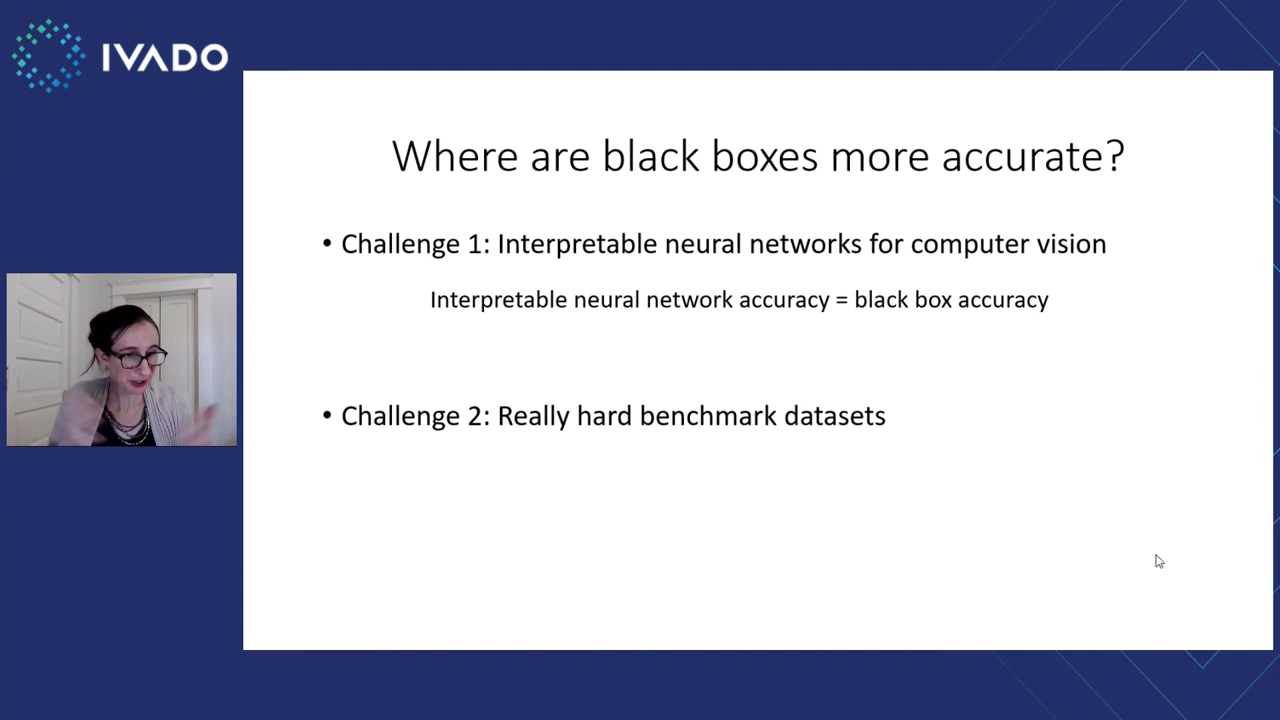 IVADO
Where are black boxes more accurate?
• Challenge 1: Interpretable neural networks for computer vision
Interpretable neural network accuracy = black box accuracy
• Challenge 2: Really hard benchmark datasets